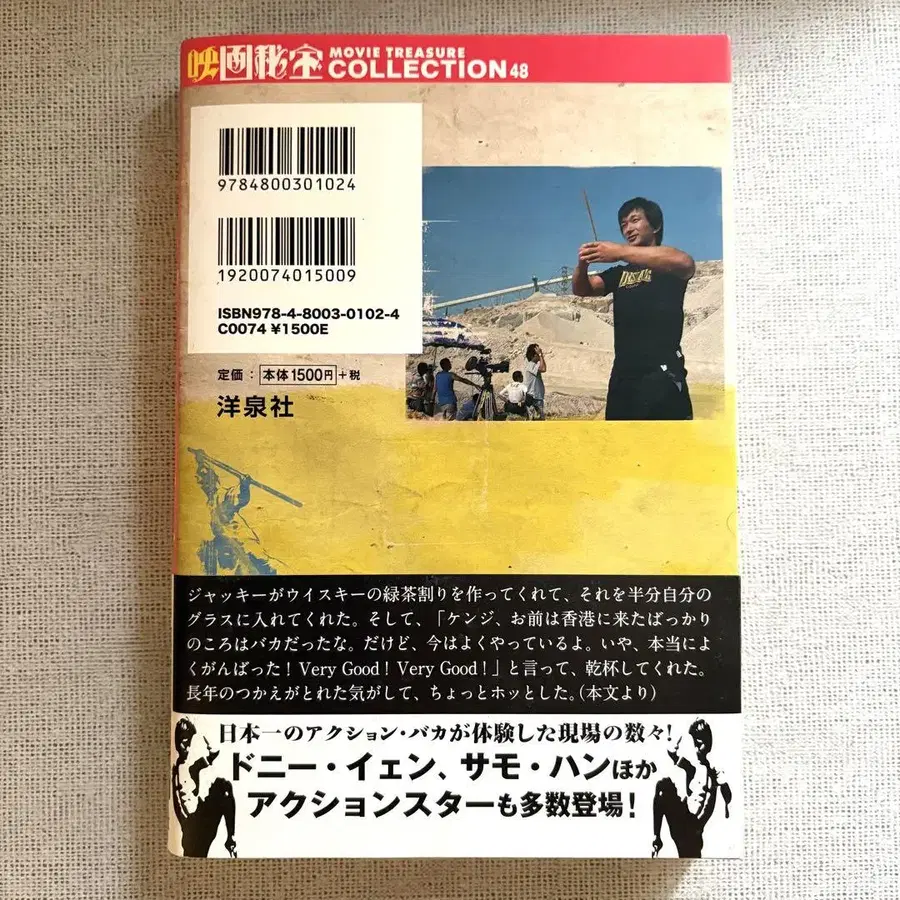 映画秘宝 MOVIE TREASURE COLLECTION 48
9784800301024
1920074015009
ISBN978-4-8003-0102-4
C0074 ¥1500E
定価：本体1500円+税
洋泉社
ジャッキーがウイスキーの緑茶割りを作ってくれて、それを半分自分の
グラスに入れてくれた。そして、「ケンジ、お前は香港に来たばっかり
のころはバカだったな。だけど、今はよくやっているよ。いや、本当によ
くがんばった！Very Good！Very Good！」と言って、乾杯してくれた。
長年のつかえがとれた気がして、ちょっとホッとした。（本文より）
日本一のアクション・バカが体験した現場の数々！
ドニー・イェン、サモ・ハンほか
アクションスターも多数登場！